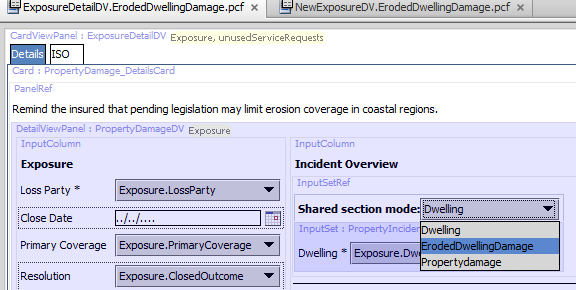 ExposureDetailDV.ErodedDwellingDamage.pcf NewExposureDV.ErodedDwellingDamage.pcf
CardViewPanel : ExposureDetailDV Exposure, unusedServiceRequests
Details ISO
Card : PropertyDamage_DetailsCard
PanelRef
Remind the insured that pending legislation may limit erosion coverage in coastal regions.
DetailViewPanel : PropertyDamageDV Exposure
InputColumn
Exposure
Loss Party * Exposure.LossParty
Close Date ../../....
Primary Coverage Exposure.PrimaryCoverage
Resolution Exposure.ClosedOutcome
InputColumn
Incident Overview
InputSetRef
Shared section mode: Dwelling
InputSet : PropertyIncident
Dwelling * Exposure.Dwe
Dwelling
ErodedDwellingDamage
Propertydamage